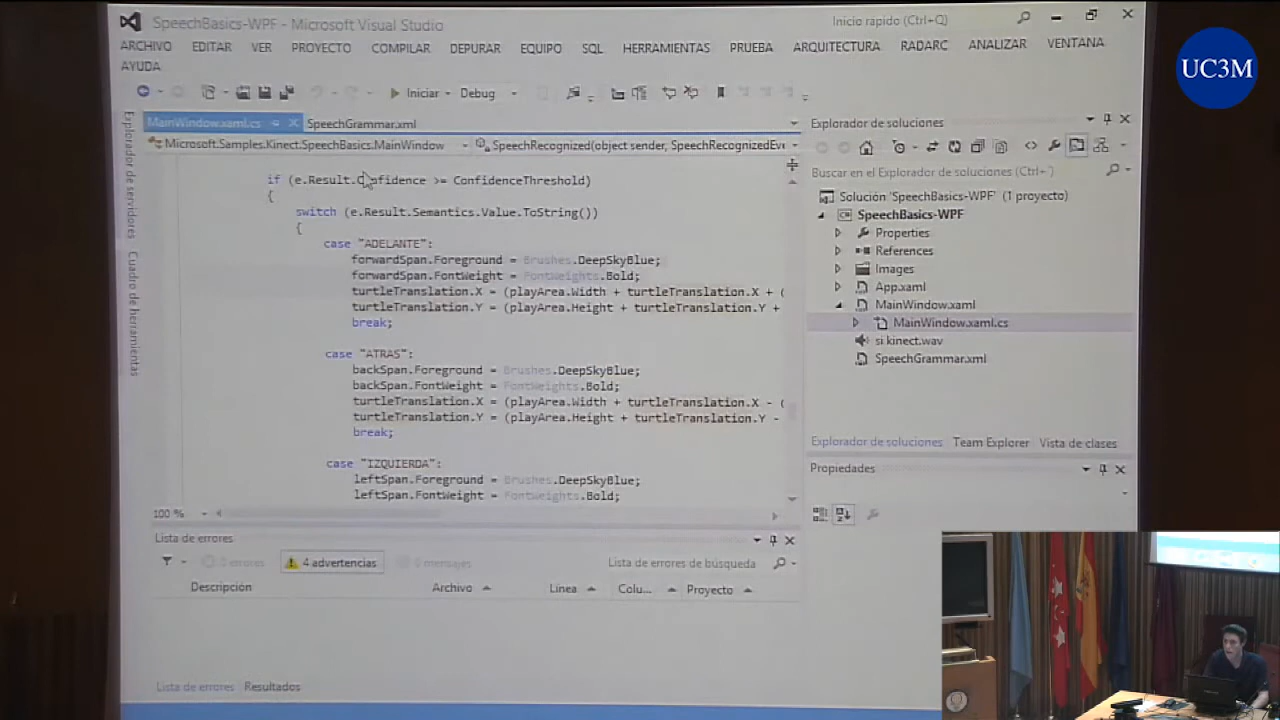 SpeechBasics-WPF - Microsoft Visual Studio
Inicio rápido (Ctrl+Q)
UC3M
ARCHIVO EDITAR VER PROYECTO COMPILAR DEPURAR EQUIPO SQL HERRAMIENTAS PRUEBA ARQUITECTURA RADARC ANALIZAR VENTANA
AYUDA
Iniciar Debug
Explorador de servidores
Cuadro de herramientas
MainWindow.xaml.cs SpeechGrammar.xml
Microsoft.Samples.Kinect.SpeechBasics.MainWindow SpeechRecognized(object sender, SpeechRecognizedEve
if (e.Result.Confidence >= ConfidenceThreshold)
{
switch (e.Result.Semantics.Value.ToString())
{
case "ADELANTE":
forwardSpan.Foreground = Brushes.DeepSkyBlue;
forwardSpan.FontWeight = FontWeights.Bold;
turtleTranslation.X = (playArea.Width + turtleTranslation.X + (
turtleTranslation.Y = (playArea.Height + turtleTranslation.Y +
break;
case "ATRAS":
backSpan.Foreground = Brushes.DeepSkyBlue;
backSpan.FontWeight = FontWeights.Bold;
turtleTranslation.X = (playArea.Width + turtleTranslation.X - (
turtleTranslation.Y = (playArea.Height + turtleTranslation.Y -
break;
case "IZQUIERDA":
leftSpan.Foreground = Brushes.DeepSkyBlue;
leftSpan.FontWeight = FontWeights.Bold;
100 %
Explorador de soluciones
Buscar en el Explorador de soluciones (Ctrl+')
Solución 'SpeechBasics-WPF' (1 proyecto)
SpeechBasics-WPF
Properties
References
Images
App.xaml
MainWindow.xaml
MainWindow.xaml.cs
si kinect.wav
SpeechGrammar.xml
Explorador de soluciones Team Explorer Vista de clases
Propiedades
Lista de errores
0 errores 4 advertencias 0 mensajes Lista de errores de búsqueda
Descripción Archivo Línea Colu... Proyecto
Lista de errores Resultados